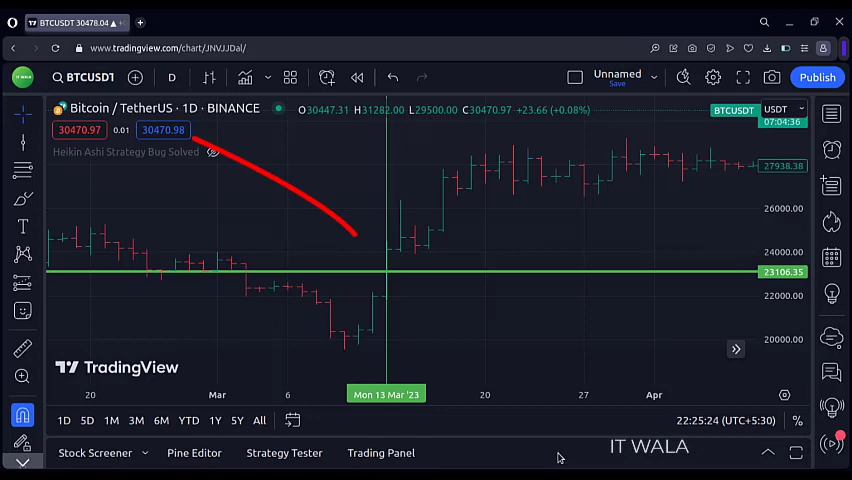 BTCUSDT 30478.04 ▲
www.tradingview.com/chart/JNVJJDal/
IT WALA
BTCUSDT
D
Unnamed
Save
Publish
Bitcoin / TetherUS · 1D · BINANCE
O30447.31 H31282.00 L29500.00 C30470.97 +23.66 (+0.08%)
BTCUSDT
USDT
07:04:36
30470.97 0.01 30470.98
Heikin Ashi Strategy Bug Solved
27938.38
26000.00
24000.00
23106.35
22000.00
20000.00
TradingView
20 Mar 6 Mon 13 Mar '23 20 27 Apr
1D 5D 1M 3M 6M YTD 1Y 5Y All
22:25:24 (UTC+5:30) %
Stock Screener Pine Editor Strategy Tester Trading Panel
IT WALA